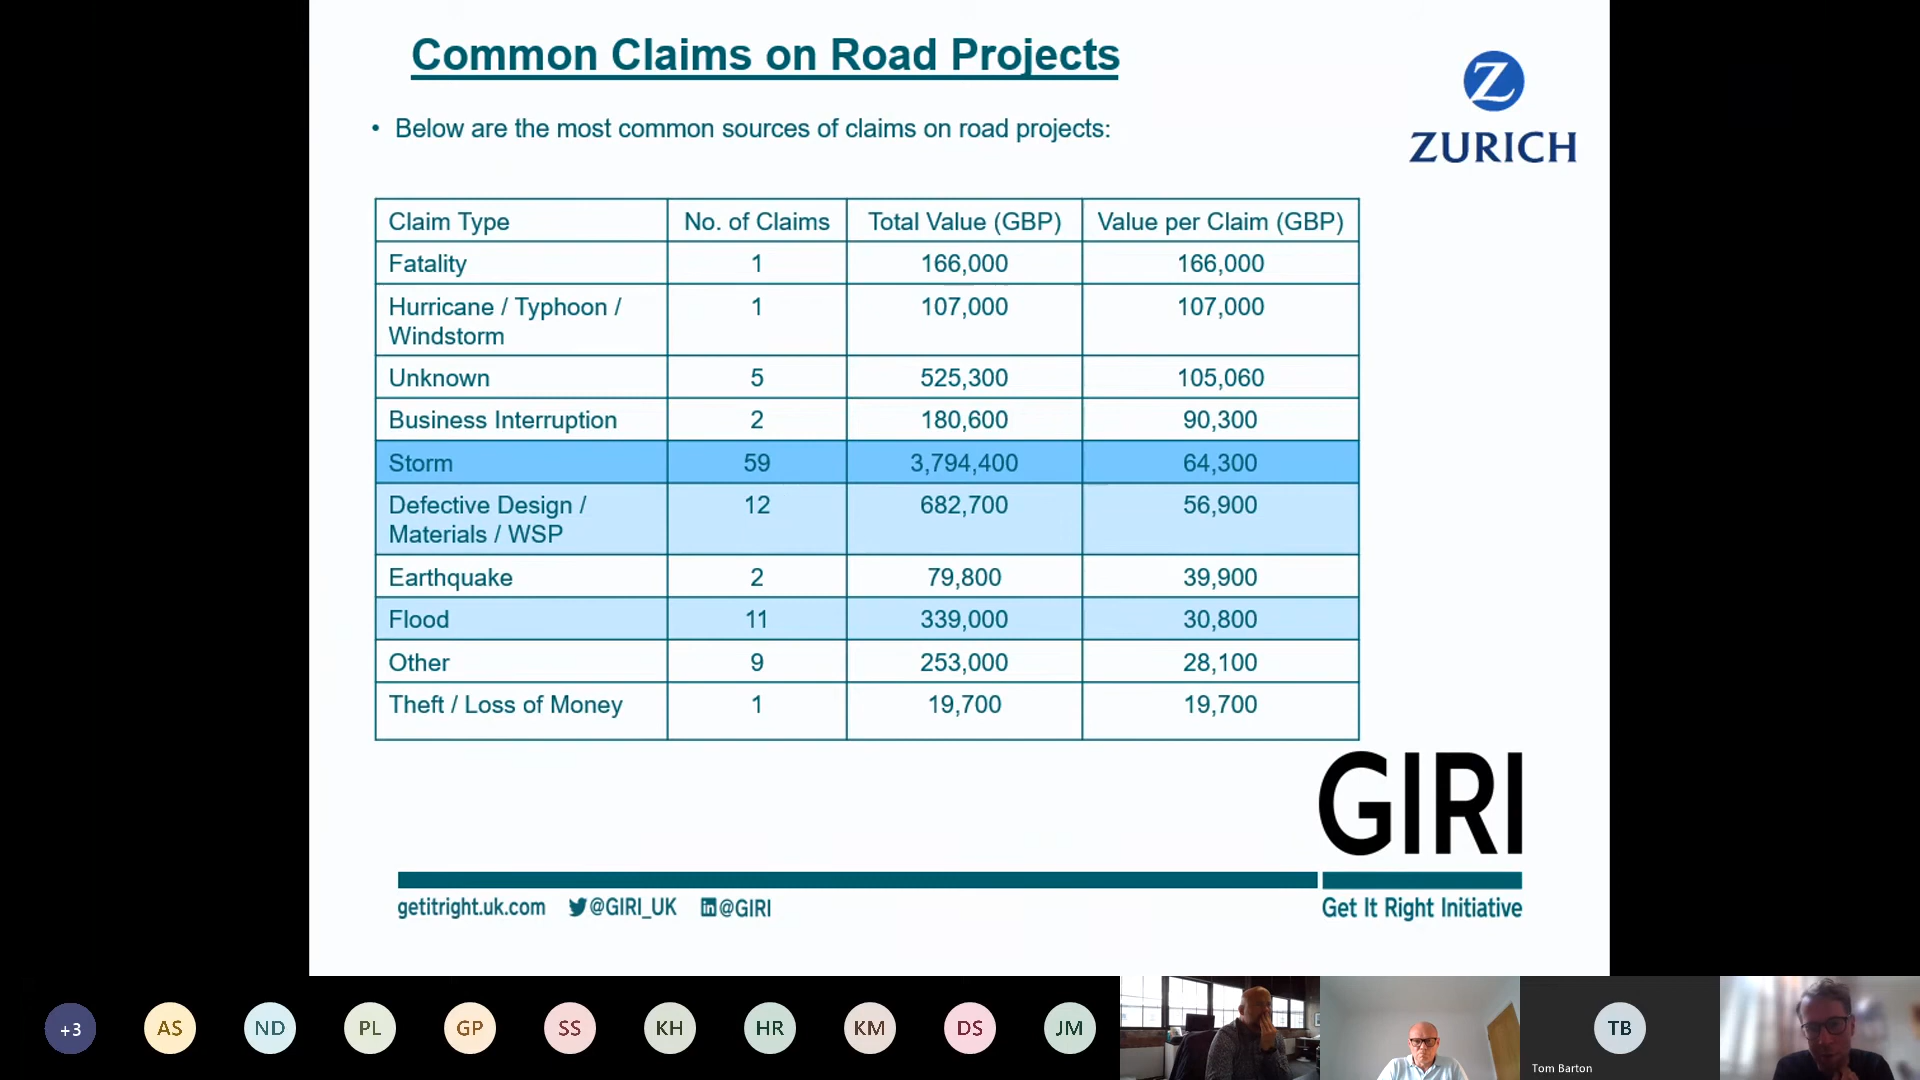 Common Claims on Road Projects
Z
ZURICH
• Below are the most common sources of claims on road projects:
Claim Type No. of Claims Total Value (GBP) Value per Claim (GBP)
Fatality 1 166,000 166,000
Hurricane / Typhoon / 1 107,000 107,000
Windstorm
Unknown 5 525,300 105,060
Business Interruption 2 180,600 90,300
Storm 59 3,794,400 64,300
Defective Design / 12 682,700 56,900
Materials / WSP
Earthquake 2 79,800 39,900
Flood 11 339,000 30,800
Other 9 253,000 28,100
Theft / Loss of Money 1 19,700 19,700
GIRI
getitright.uk.com @GIRI_UK in @GIRI Get It Right Initiative
+3 AS ND PL GP SS KH HR KM DS JM TB
Tom Barton